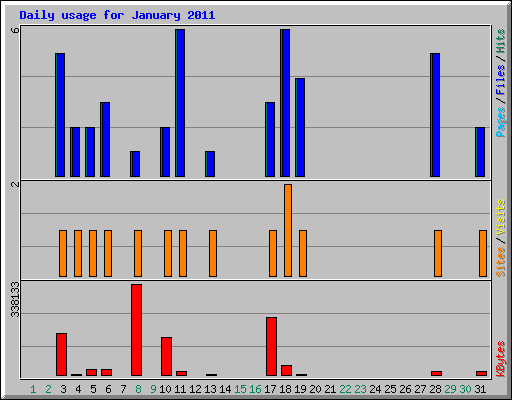 Daily usage for January 2011
6
2
338133
Pages / Files / Hits
Sites / Visits
KBytes
1 2 3 4 5 6 7 8 9 10 11 12 13 14 15 16 17 18 19 20 21 22 23 24 25 26 27 28 29 30 31